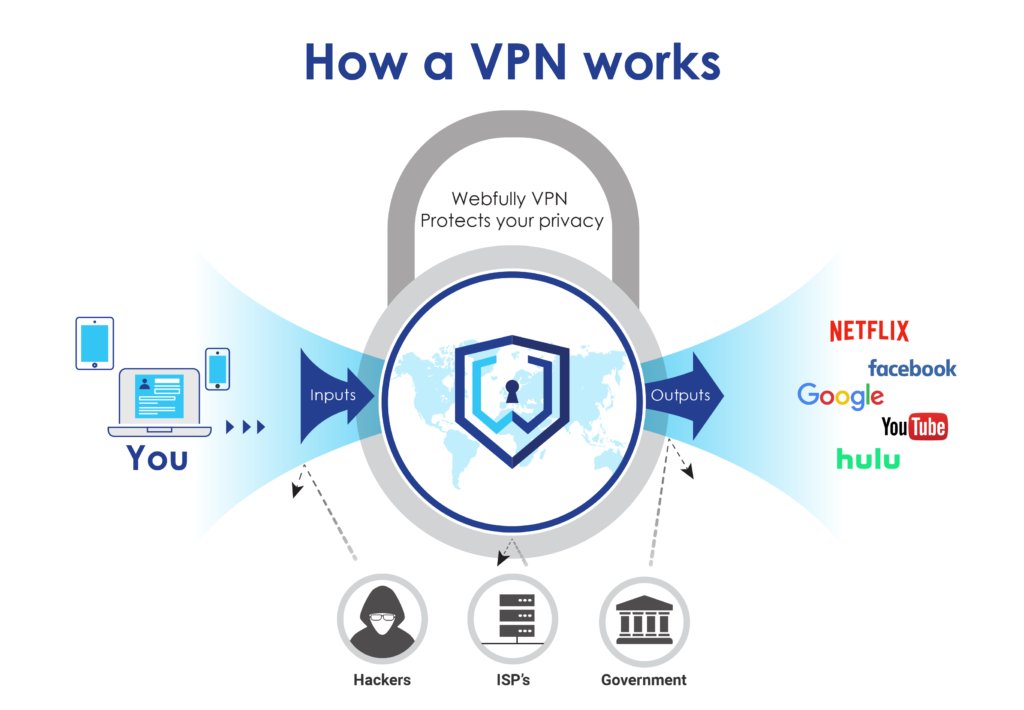 How a VPN works
Webfully VPN
Protects your privacy
You
Inputs
Outputs
NETFLIX
facebook
Google
YouTube
hulu
Hackers
ISP's
Government